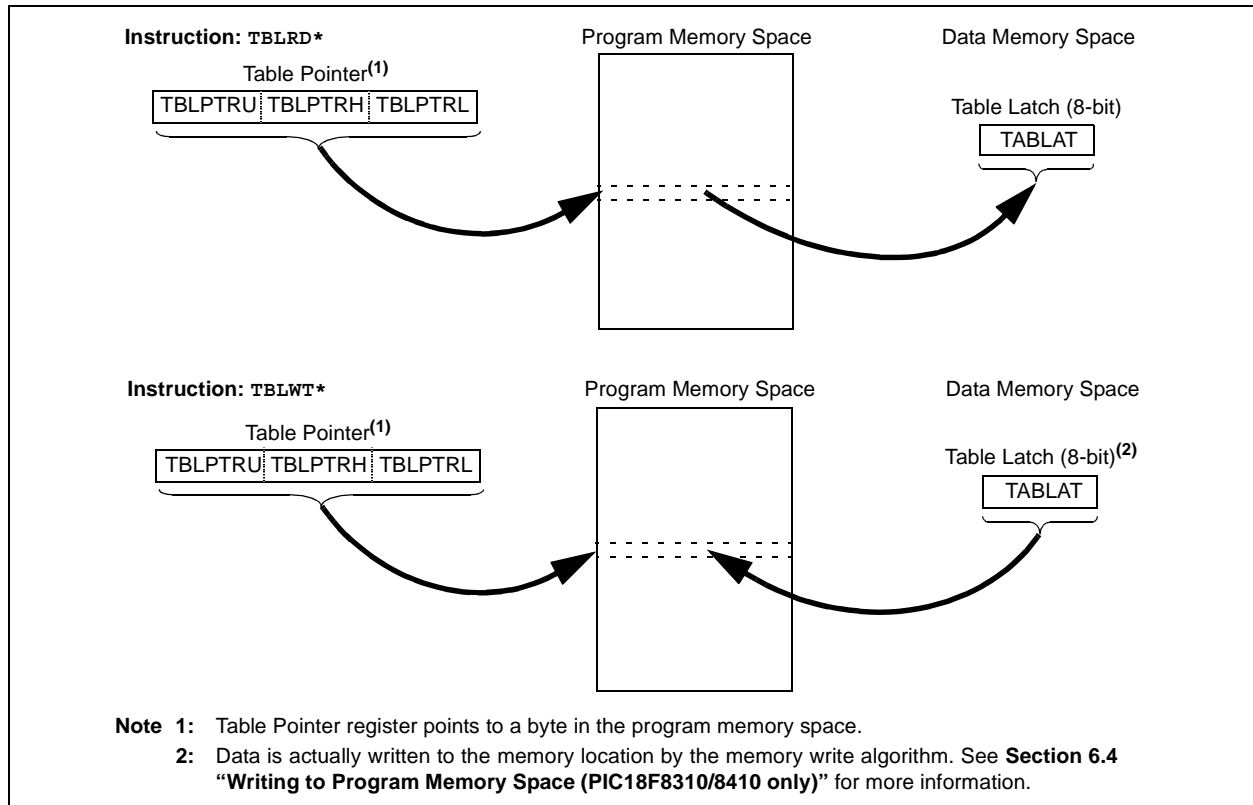 Instruction: TBLRD*
Program Memory Space
Data Memory Space
Table Pointer(1)
TBLPTRU TBLPTRH TBLPTRL
Table Latch (8-bit)
TABLAT
Instruction: TBLWT*
Program Memory Space
Data Memory Space
Table Pointer(1)
TBLPTRU TBLPTRH TBLPTRL
Table Latch (8-bit)(2)
TABLAT
Note 1: Table Pointer register points to a byte in the program memory space.
2: Data is actually written to the memory location by the memory write algorithm. See Section 6.4
“Writing to Program Memory Space (PIC18F8310/8410 only)” for more information.